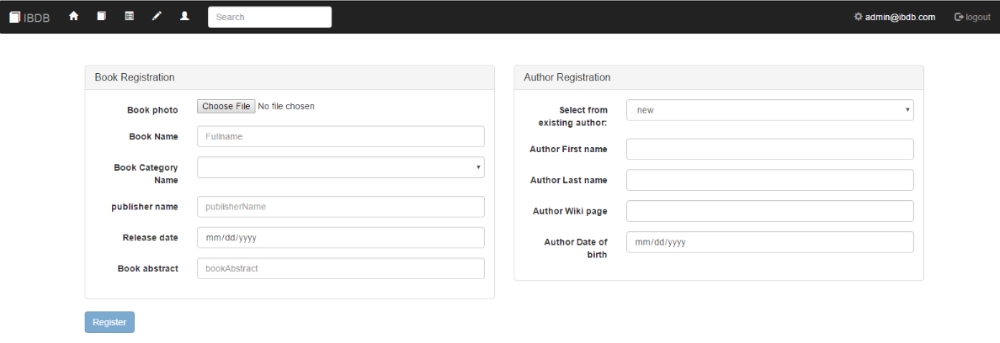 IBDB Search admin@ibdb.com logout
Book Registration
Book photo Choose File No file chosen
Book Name Fullname
Book Category
Name
publisher name publisherName
Release date mm/dd/yyyy
Book abstract bookAbstract
Register
Author Registration
Select from
existing author: new
Author First name
Author Last name
Author Wiki page
Author Date of
birth mm/dd/yyyy